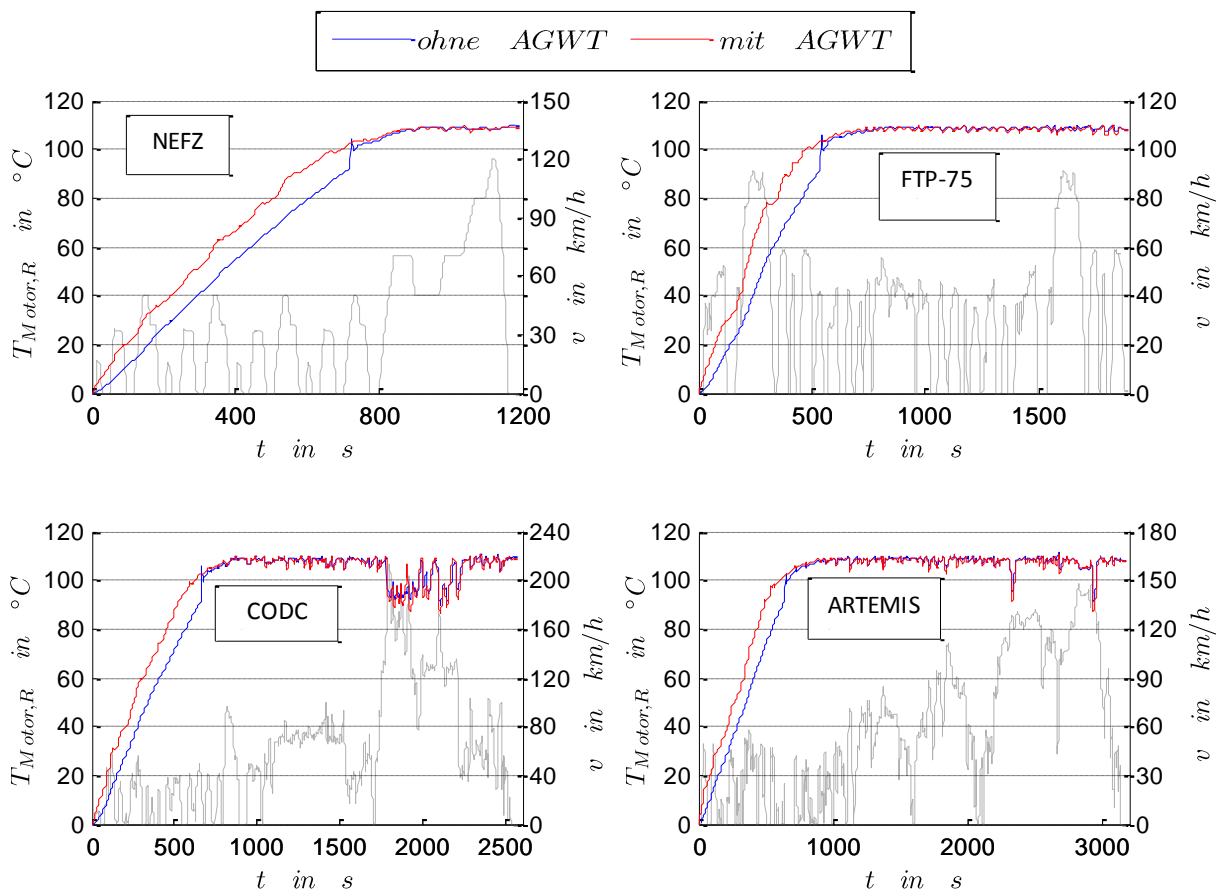 ohne AGWT mit AGWT
120
100
80
60
40
20
0
T_Motor,R in °C
NEFZ
150
120
90
60
30
0
v in km/h
0 400 800 1200
t in s
120
100
80
60
40
20
0
T_Motor,R in °C
FTP-75
120
100
80
60
40
20
0
v in km/h
0 500 1000 1500
t in s
120
100
80
60
40
20
0
T_Motor,R in °C
CODC
240
200
160
120
80
40
0
v in km/h
0 500 1000 1500 2000 2500
t in s
120
100
80
60
40
20
0
T_Motor,R in °C
ARTEMIS
180
150
120
90
60
30
0
v in km/h
0 1000 2000 3000
t in s